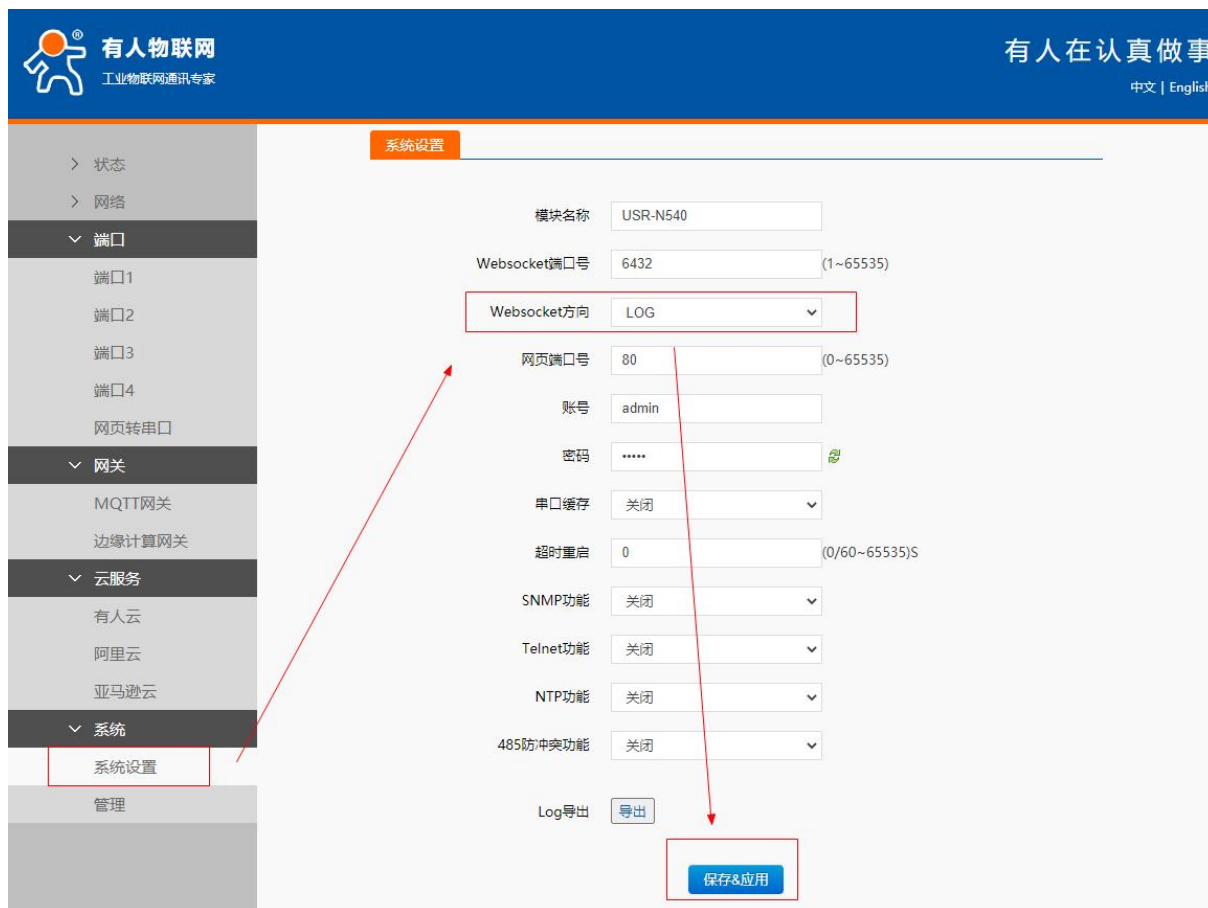 ®
有人物联网
工业物联网通讯专家
有人在认真做事
中文 | English
状态
网络
端口
端口1
端口2
端口3
端口4
网页转串口
网关
MQTT网关
边缘计算网关
云服务
有人云
阿里云
亚马逊云
系统
系统设置
管理
系统设置
模块名称 USR-N540
Websocket端口号 6432 (1~65535)
Websocket方向 LOG
网页端口号 80 (0~65535)
账号 admin
密码 •••••
串口缓存 关闭
超时重启 0 (0/60~65535)S
SNMP功能 关闭
Telnet功能 关闭
NTP功能 关闭
485防冲突功能 关闭
Log导出 导出
保存&应用